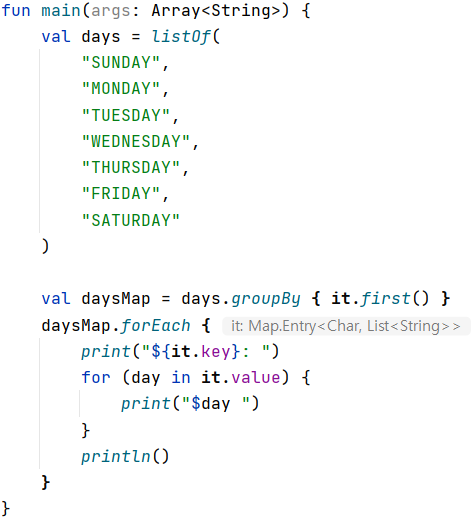 fun main(args: Array<String>) {
    val days = listOf(
        "SUNDAY",
        "MONDAY",
        "TUESDAY",
        "WEDNESDAY",
        "THURSDAY",
        "FRIDAY",
        "SATURDAY"
    )

    val daysMap = days.groupBy { it.first() }
    daysMap.forEach { it: Map.Entry<Char, List<String>>
        print("${it.key}: ")
        for (day in it.value) {
            print("$day ")
        }
        println()
    }
}